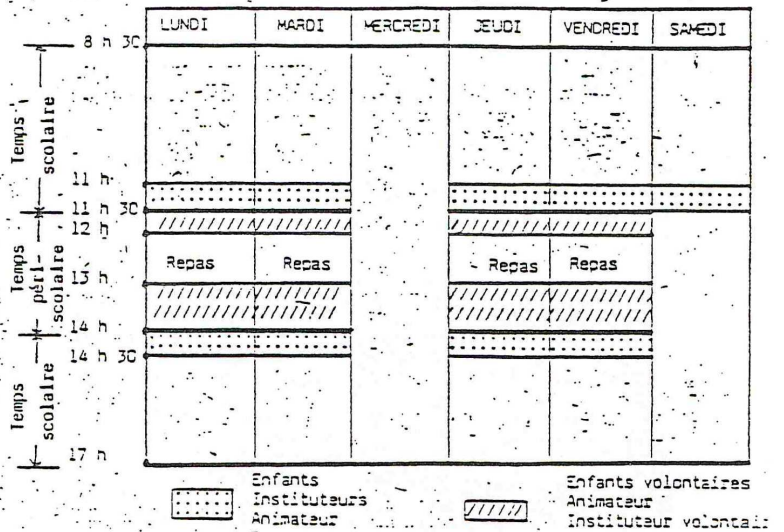 LUNDI MARDI MERCREDI JEUDI VENDREDI SAMEDI
8 h 30
Temps scolaire
11 h
11 h 30
12 h
Temps péri-scolaire
Repas Repas Repas Repas
13 h
14 h
14 h 30
Temps scolaire
17 h
Enfants
Instituteurs
Animateur
Enfants volontaires
Animateur
Instituteur volontai